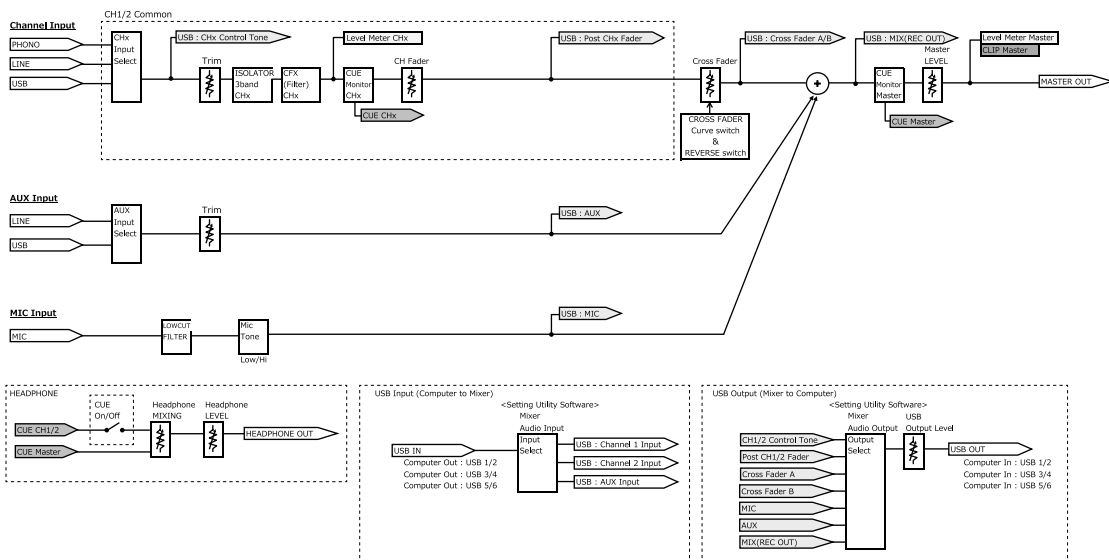 CH1/2 Common
Channel Input
PHONO
LINE
USB
CHx
Input
Select
USB : CHx Control Tone
Trim
ISOLATOR
3band
CHx
CFX
(Filter)
CHx
Level Meter CHx
CUE
Monitor
CHx
CUE CHx
CH Fader
USB : Post CHx Fader
Cross Fader
CROSS FADER
Curve switch
&
REVERSE switch
USB : Cross Fader A/B
+
USB : MIX(REC OUT)
CUE
Monitor
Master
CUE Master
Master
LEVEL
Level Meter Master
CLIP Master
MASTER OUT
AUX Input
LINE
USB
AUX
Input
Select
Trim
USB : AUX
MIC Input
MIC
LOWCUT
FILTER
Mic
Tone
Low/Hi
USB : MIC
HEADPHONE
CUE
On/Off
Headphone
MIXING
Headphone
LEVEL
CUE CH1/2
CUE Master
HEADPHONE OUT
USB Input (Computer to Mixer)
<Setting Utility Software>
Mixer
Audio Input
Input
Select
USB IN
Computer Out : USB 1/2
Computer Out : USB 3/4
Computer Out : USB 5/6
USB : Channel 1 Input
USB : Channel 2 Input
USB : AUX Input
USB Output (Mixer to Computer)
<Setting Utility Software>
Mixer
Audio Output
USB
Output Level
CH1/2 Control Tone
Post CH1/2 Fader
Cross Fader A
Cross Fader B
MIC
AUX
MIX(REC OUT)
Output
Select
USB OUT
Computer In : USB 1/2
Computer In : USB 3/4
Computer In : USB 5/6